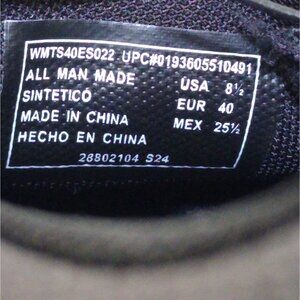 WMTS40ES022 UPC#0193605510491
ALL MAN MADE USA 8½
SINTETICÓ EUR 40
MADE IN CHINA MEX 25½
HECHO EN CHINA
28802104 S24